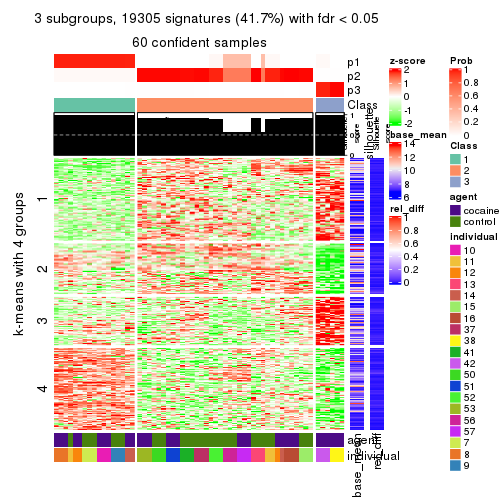 3 subgroups, 19305 signatures (41.7%) with fdr < 0.05
60 confident samples
p1
p2
p3
Class
1
0
silhouette
k-means with 4 groups
1
2
3
4
agent
individual
base_mean
rel_diff
z-score
2
1
0
-1
-2
base_mean
14
12
10
8
6
rel_diff
1
0.8
0.6
0.4
0.2
0
Prob
1
0.8
0.6
0.4
0.2
0
Class
1
2
3
agent
cocaine
control
individual
10
11
12
13
14
15
16
37
38
41
42
50
51
52
53
56
57
7
8
9